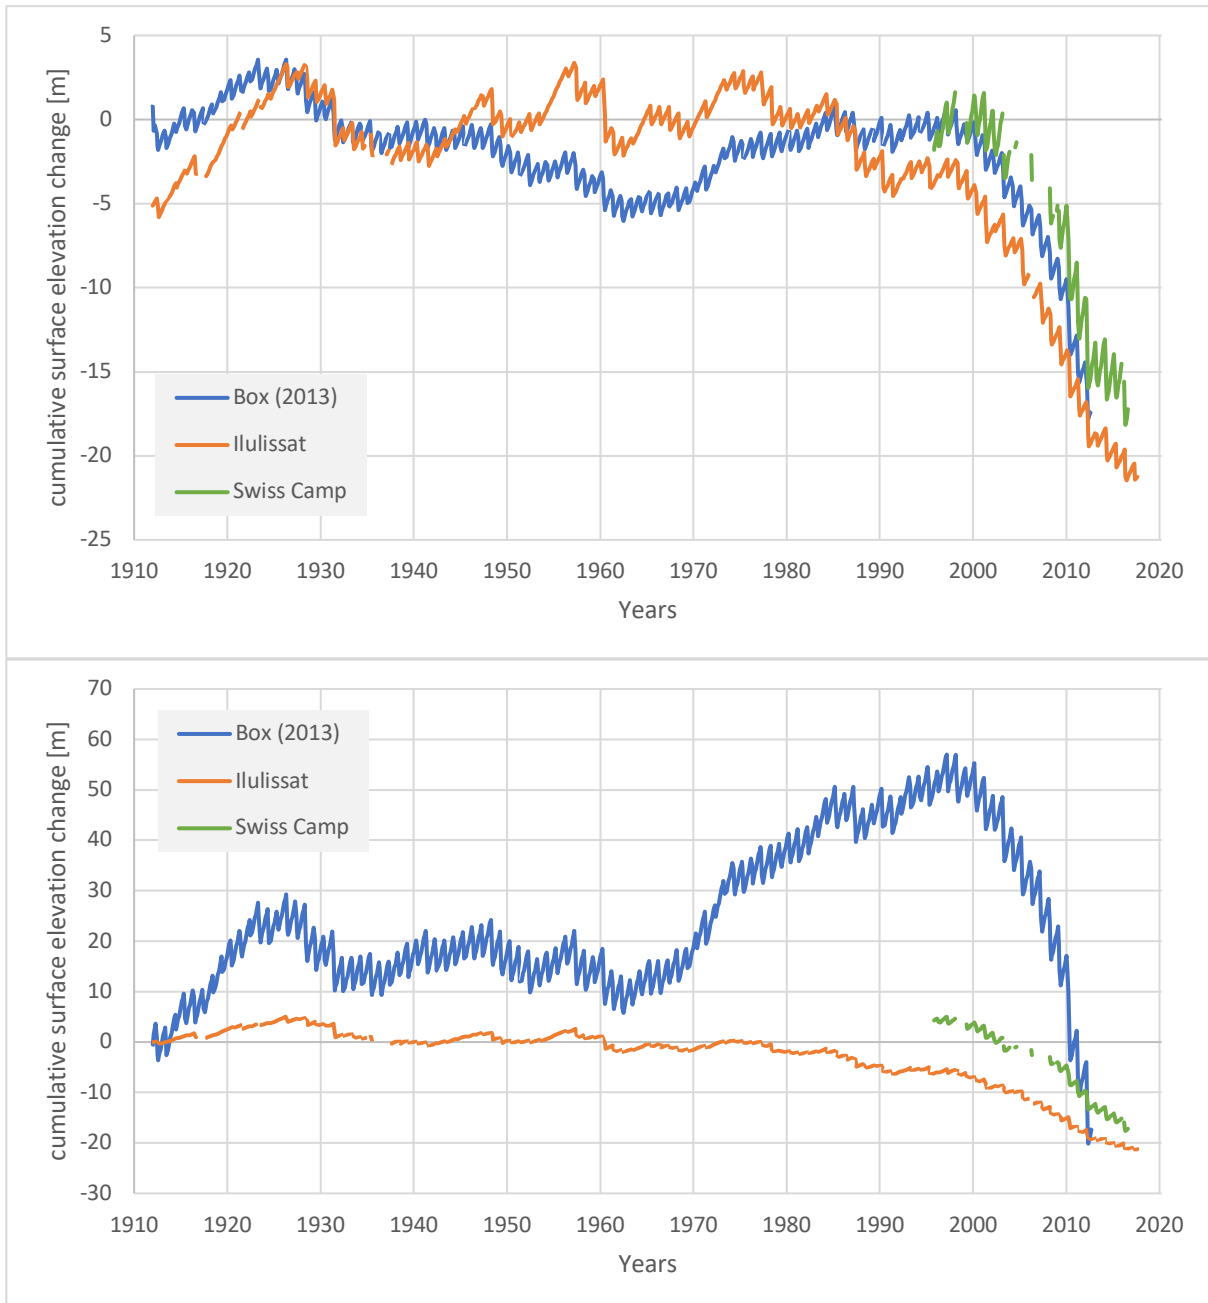 cumulative surface elevation change [m]
5
0
-5
-10
-15
-20
-25
Box (2013)
Ilulissat
Swiss Camp
1910 1920 1930 1940 1950 1960 1970 1980 1990 2000 2010 2020
Years
cumulative surface elevation change [m]
70
60
50
40
30
20
10
0
-10
-20
-30
Box (2013)
Ilulissat
Swiss Camp
1910 1920 1930 1940 1950 1960 1970 1980 1990 2000 2010 2020
Years